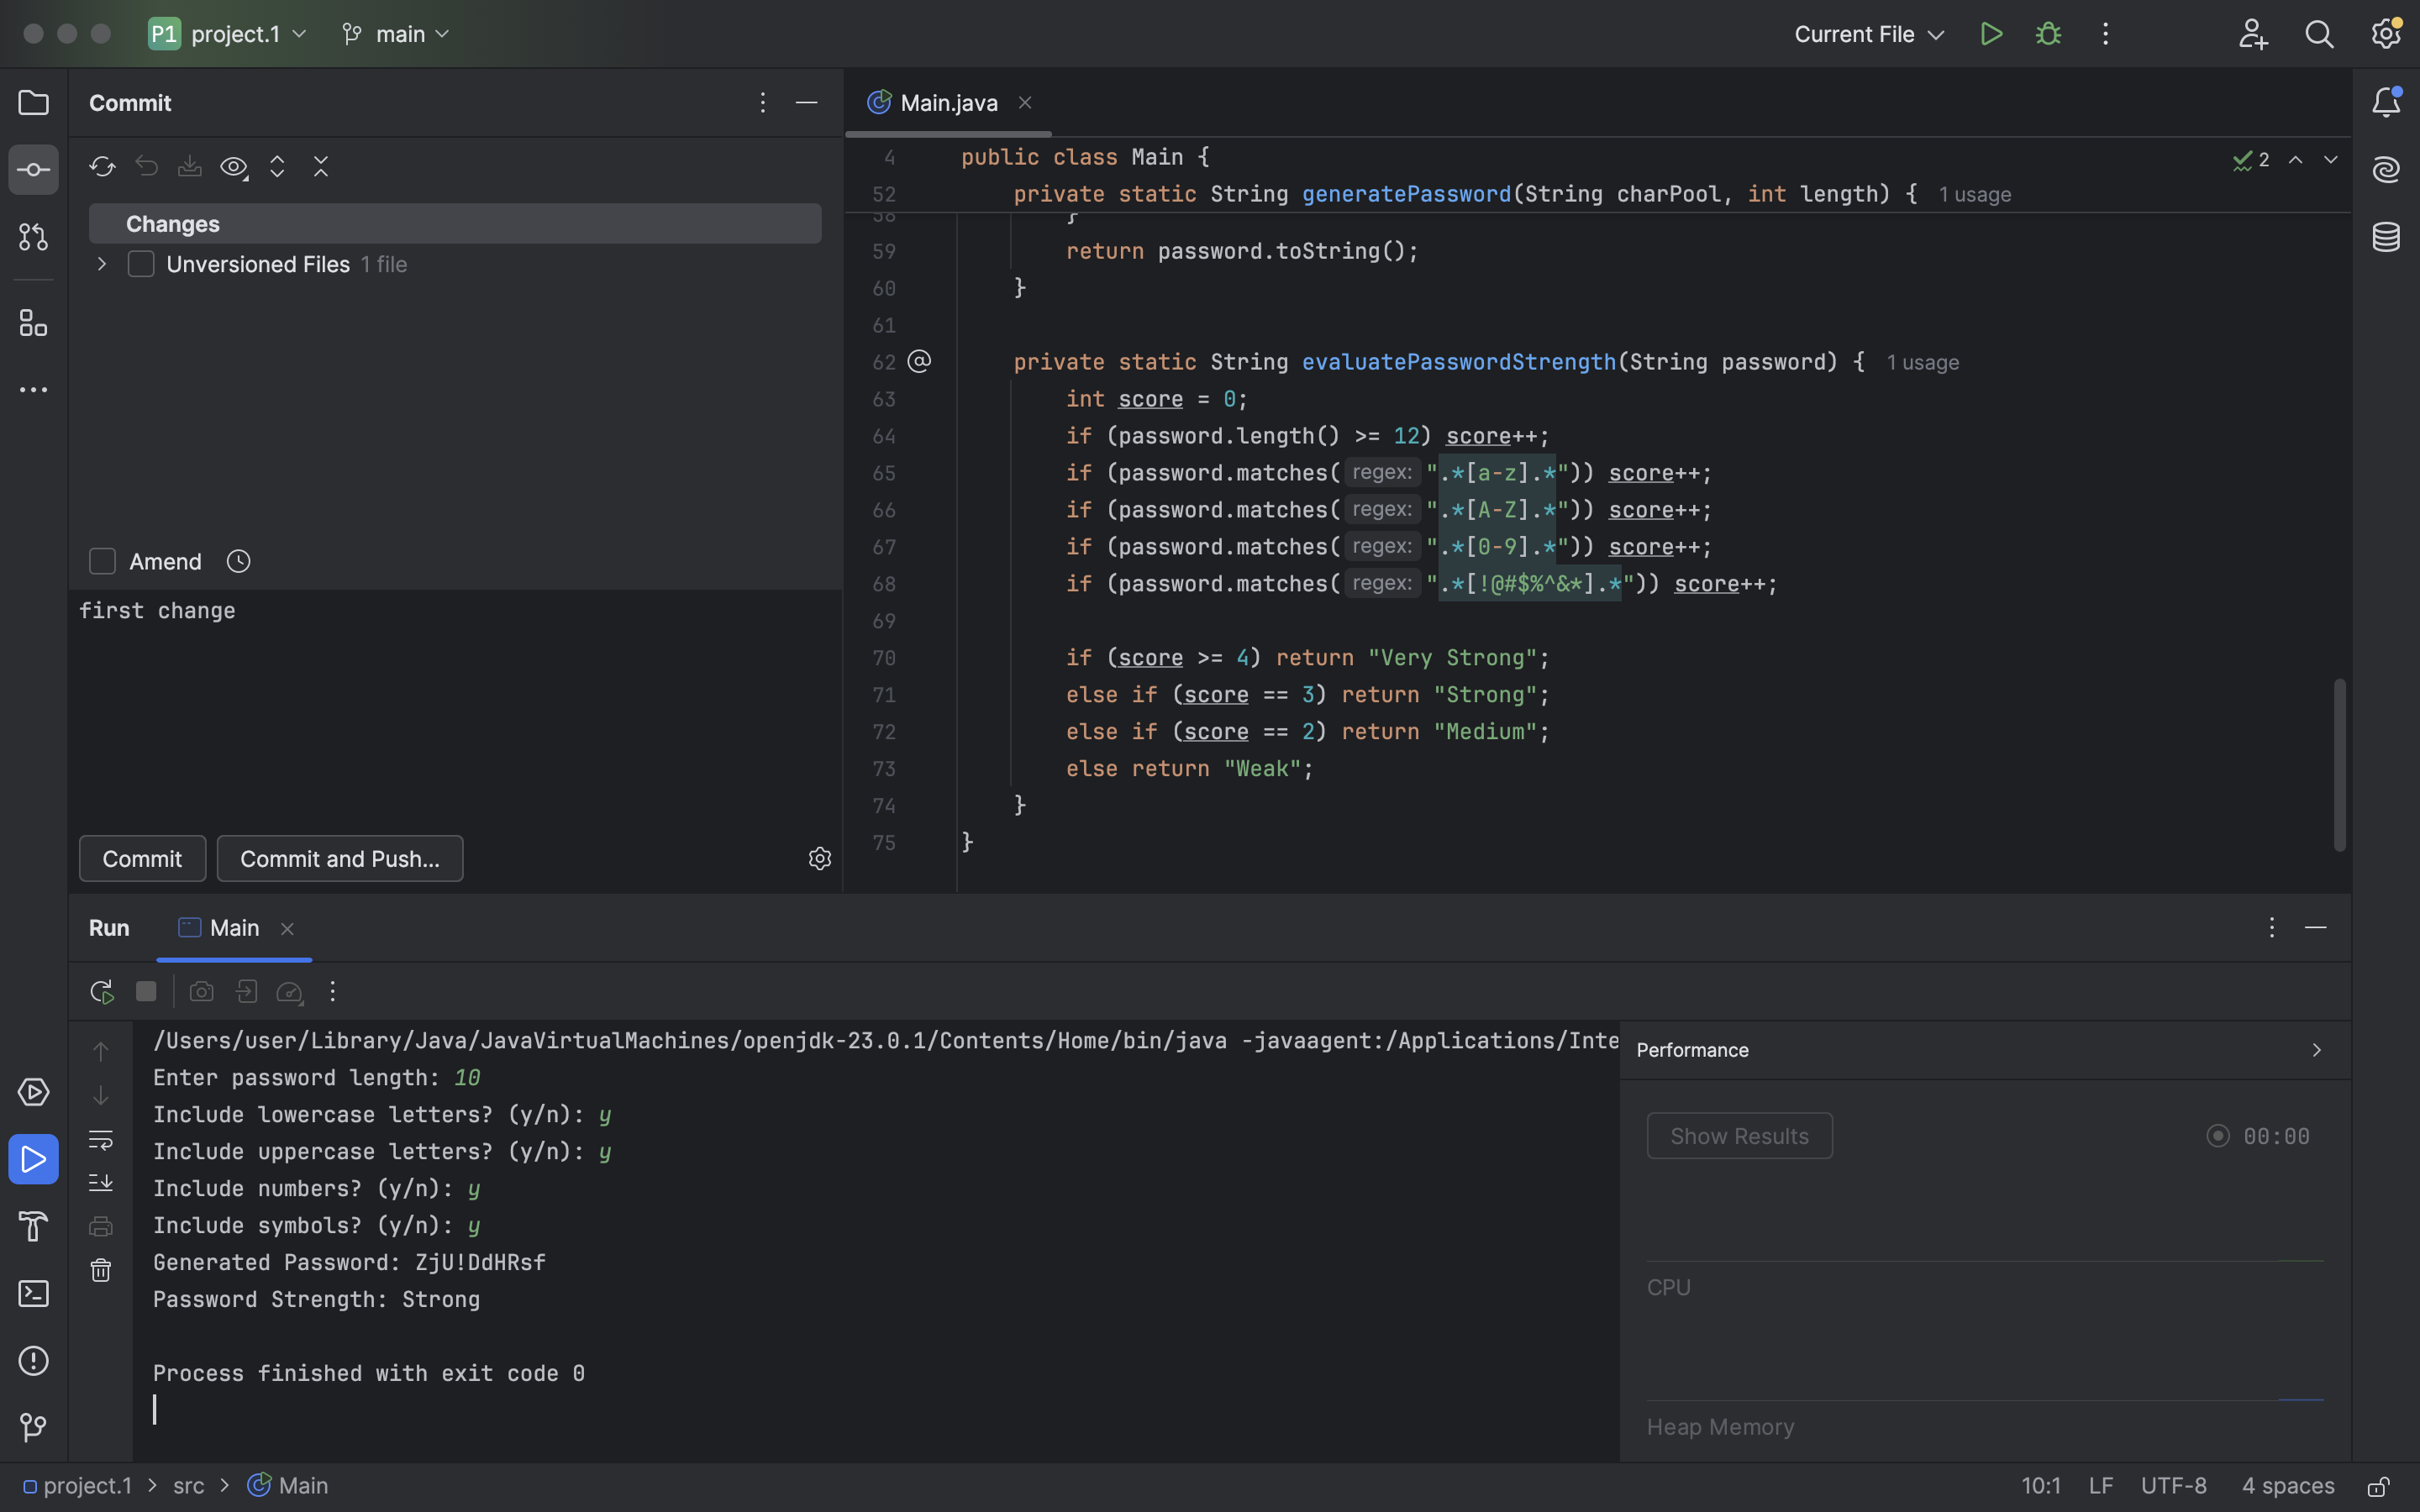 P1 project.1 main Current File
Commit
Changes
Unversioned Files 1 file
Amend
first change
Commit Commit and Push...
Main.java
4 public class Main {
2
52 private static String generatePassword(String charPool, int length) { 1 usage
58 }
59 return password.toString();
60 }
61
62 @ private static String evaluatePasswordStrength(String password) { 1 usage
63 int score = 0;
64 if (password.length() >= 12) score++;
65 if (password.matches( regex: ".*[a-z].*")) score++;
66 if (password.matches( regex: ".*[A-Z].*")) score++;
67 if (password.matches( regex: ".*[0-9].*")) score++;
68 if (password.matches( regex: ".*[!@#$%^&*].*")) score++;
69
70 if (score >= 4) return "Very Strong";
71 else if (score == 3) return "Strong";
72 else if (score == 2) return "Medium";
73 else return "Weak";
74 }
75 }
Run Main
/Users/user/Library/Java/JavaVirtualMachines/openjdk-23.0.1/Contents/Home/bin/java -javaagent:/Applications/Inte
Enter password length: 10
Include lowercase letters? (y/n): y
Include uppercase letters? (y/n): y
Include numbers? (y/n): y
Include symbols? (y/n): y
Generated Password: ZjU!DdHRsf
Password Strength: Strong
Process finished with exit code 0
Performance
Show Results 00:00
CPU
Heap Memory
project.1 > src > Main 10:1 LF UTF-8 4 spaces